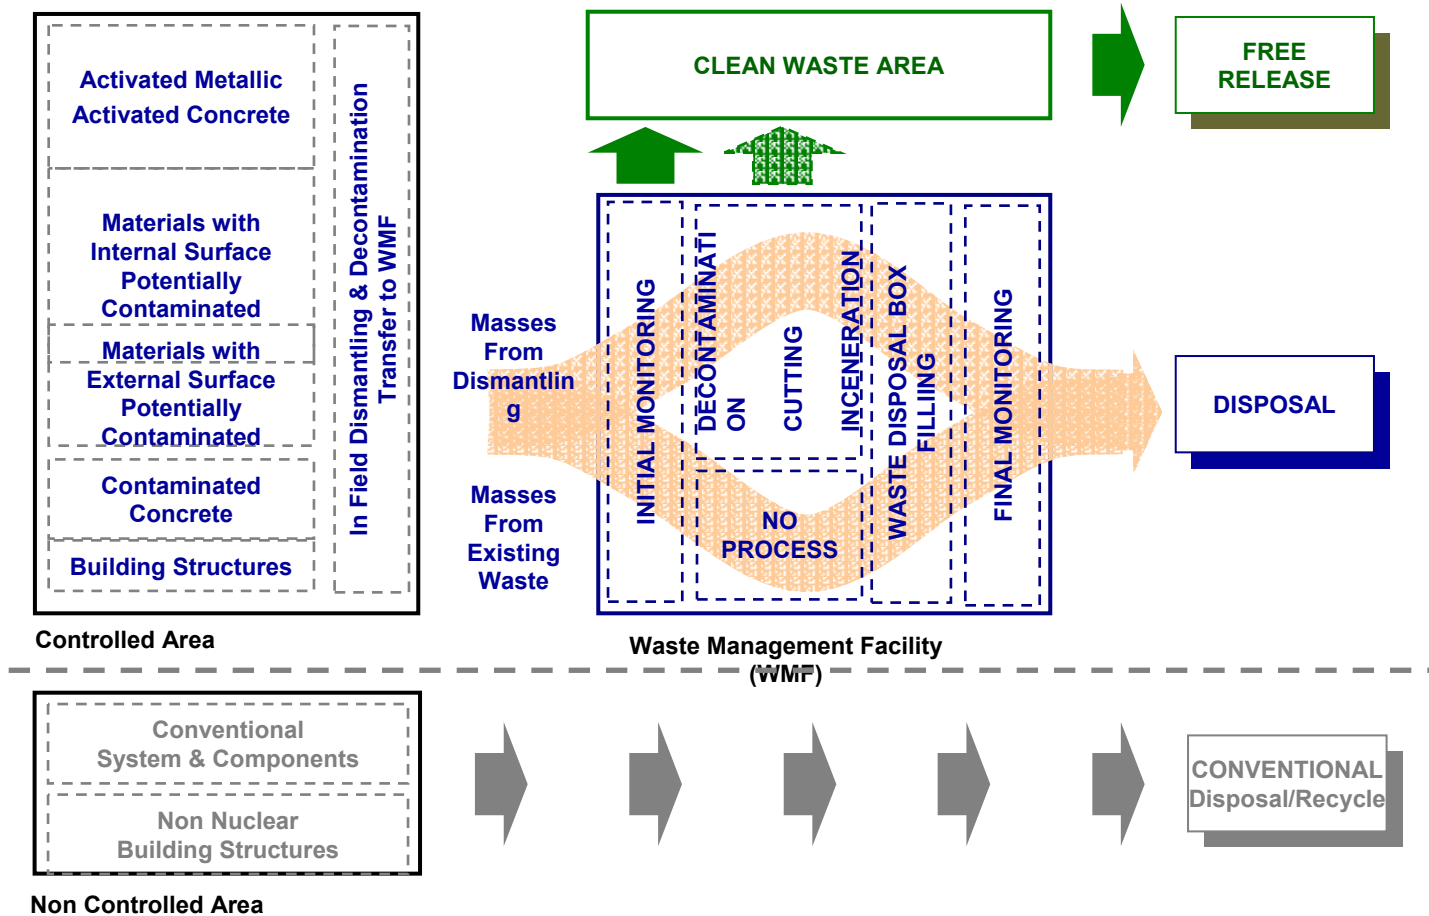 Activated Metallic
Activated Concrete
Materials with
Internal Surface
Potentially
Contaminated
Materials with
External Surface
Potentially
Contaminated
Contaminated
Concrete
Building Structures
In Field Dismantling & Decontamination
Transfer to WMF
Controlled Area
CLEAN WASTE AREA
FREE
RELEASE
Masses
From
Dismantlin
g
Masses
From
Existing
Waste
INITIAL MONITORING
DECONTAMINATI
ON
CUTTING
INCENERATION
NO
PROCESS
WASTE DISPOSAL BOX
FILLING
FINAL MONITORING
DISPOSAL
Waste Management Facility
(WMF)
Conventional
System & Components
Non Nuclear
Building Structures
CONVENTIONAL
Disposal/Recycle
Non Controlled Area